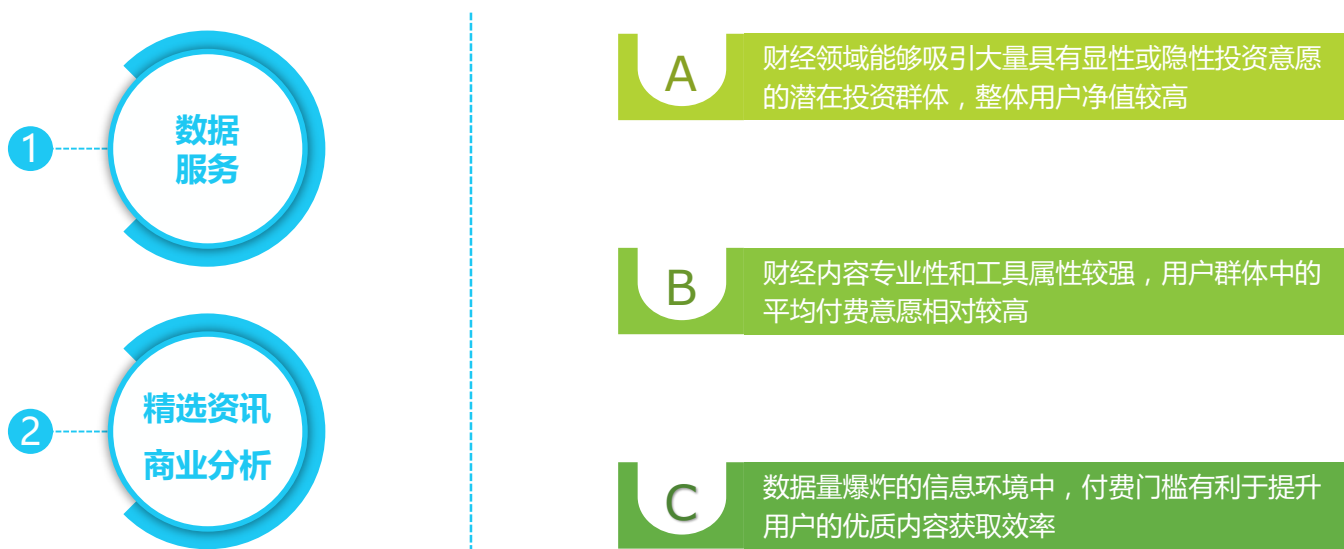 1
数据
服务
2
精选资讯
商业分析
A
财经领域能够吸引大量具有显性或隐性投资意愿
的潜在投资群体，整体用户净值较高
B
财经内容专业性和工具属性较强，用户群体中的
平均付费意愿相对较高
C
数据量爆炸的信息环境中，付费门槛有利于提升
用户的优质内容获取效率